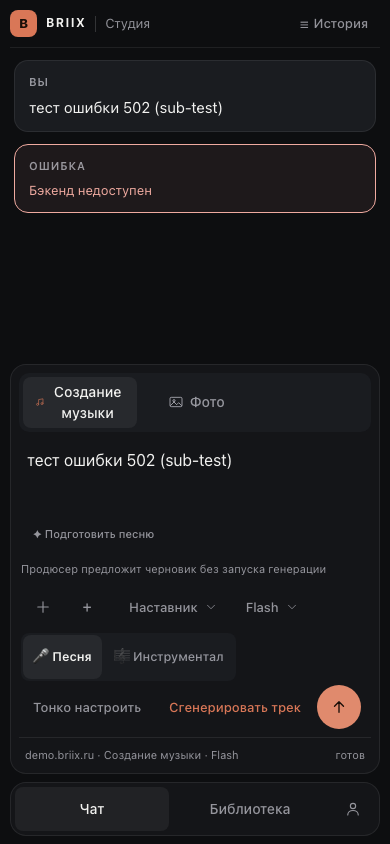 B BRIIX Студия ≡ История
ВЫ
тест ошибки 502 (sub-test)
ОШИБКА
Бэкенд недоступен
Создание
музыки
Фото
тест ошибки 502 (sub-test)
✦ Подготовить песню
Продюсер предложит черновик без запуска генерации
+ + Наставник Flash
🎤 Песня 🎼 Инструментал
Тонко настроить Сгенерировать трек ↑
demo.briix.ru · Создание музыки · Flash готов
Чат Библиотека